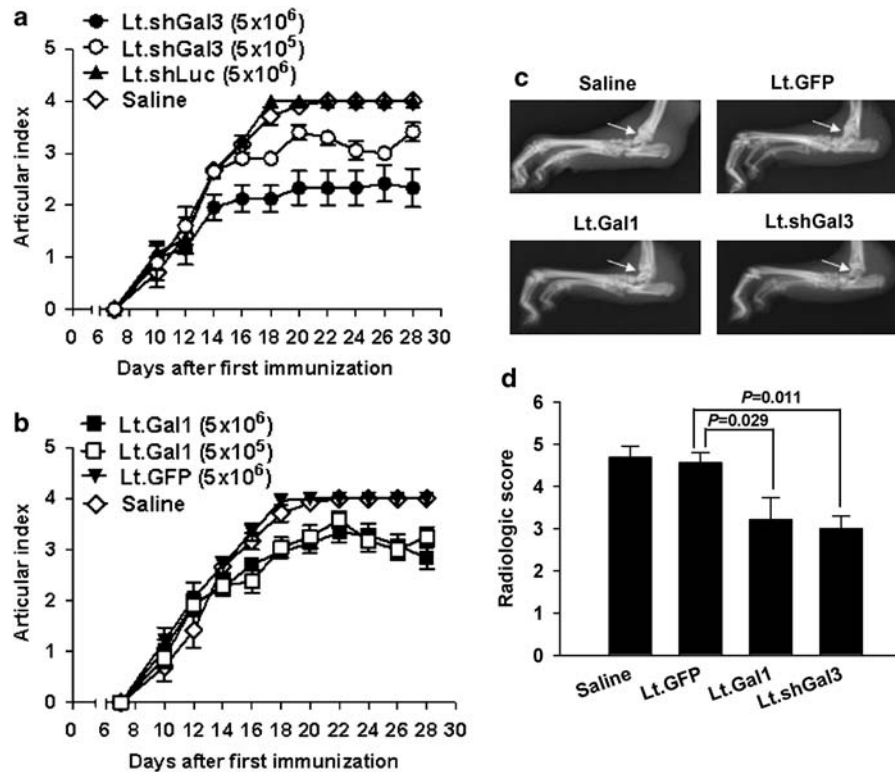 a
Lt.shGal3 (5x10⁶)
Lt.shGal3 (5x10⁵)
Lt.shLuc (5x10⁶)
Saline
Articular index
5
4
3
2
1
0
0 6 8 10 12 14 16 18 20 22 24 26 28 30
Days after first immunization
b
Lt.Gal1 (5x10⁶)
Lt.Gal1 (5x10⁵)
Lt.GFP (5x10⁶)
Saline
Articular index
5
4
3
2
1
0
0 6 8 10 12 14 16 18 20 22 24 26 28 30
Days after first immunization
c
Saline Lt.GFP
Lt.Gal1 Lt.shGal3
d
P=0.011
P=0.029
Radiologic score
6
5
4
3
2
1
0
Saline Lt.GFP Lt.Gal1 Lt.shGal3